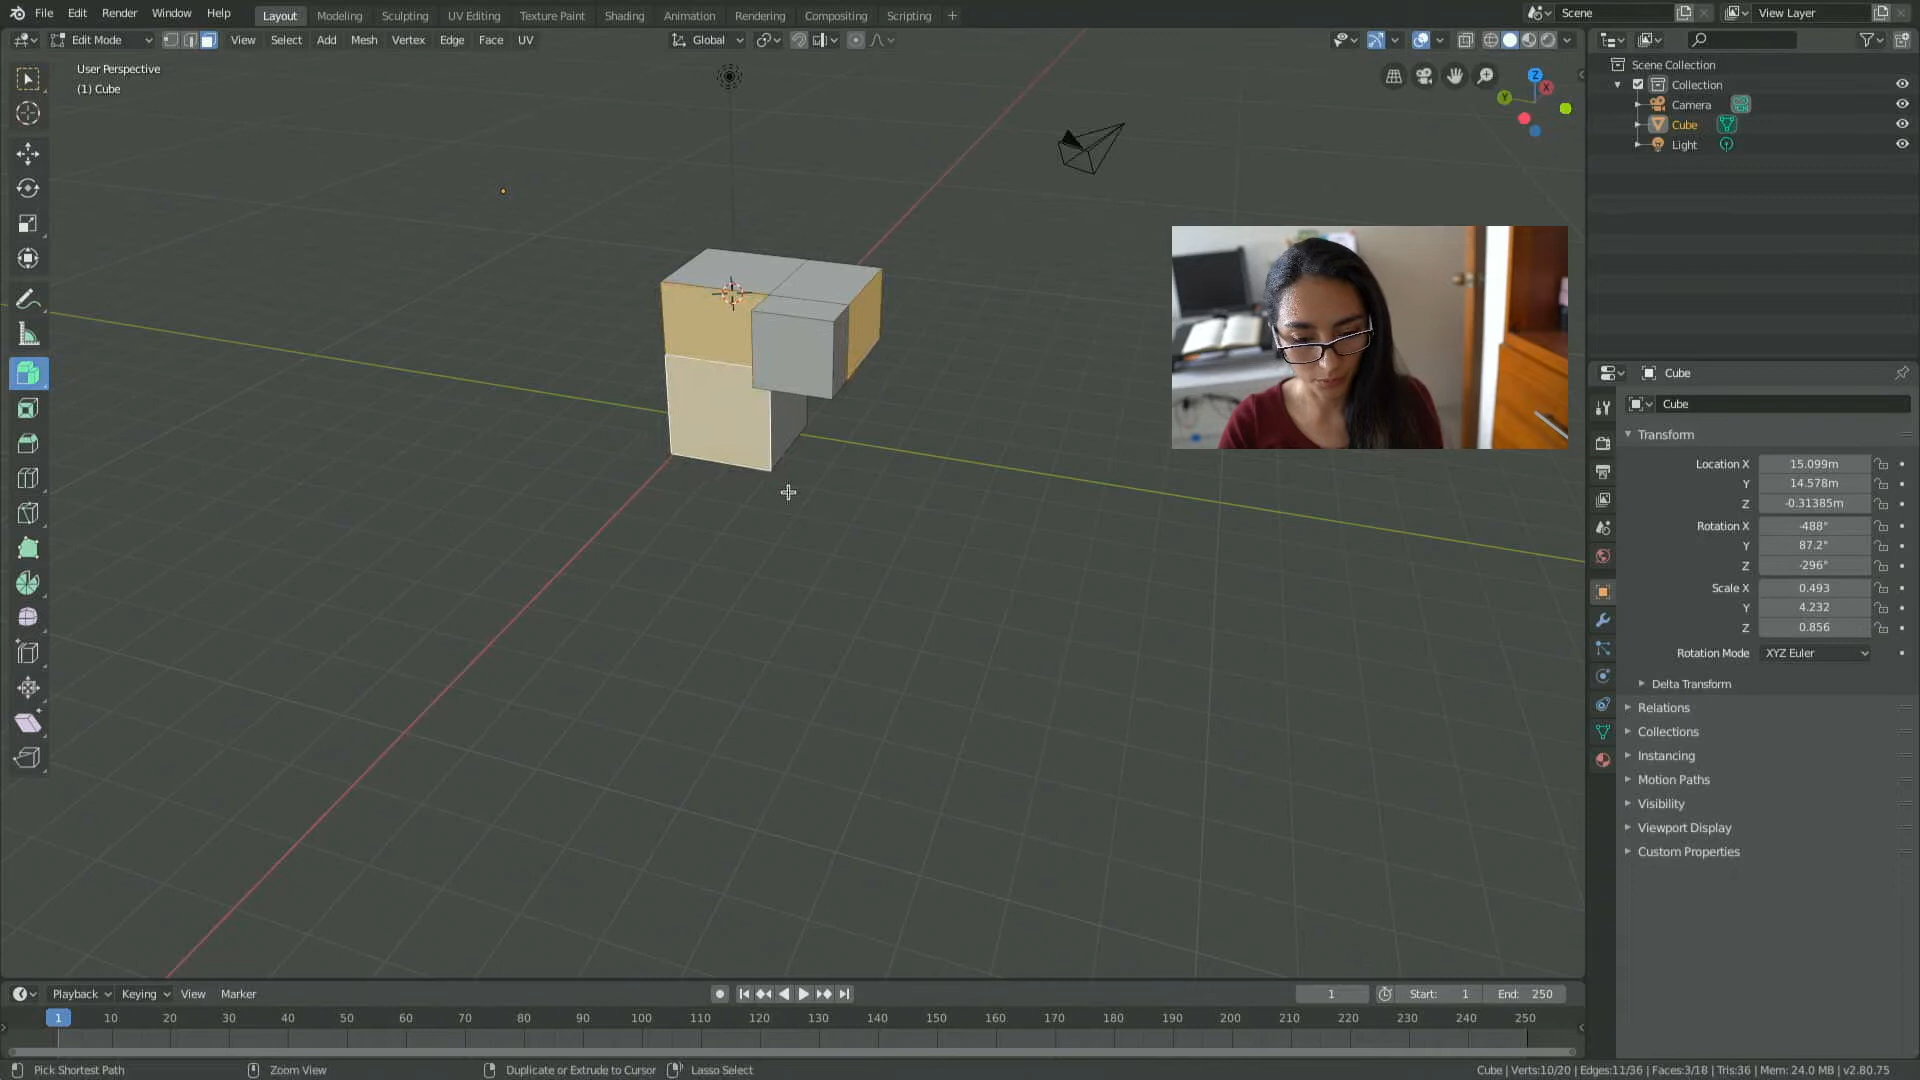 File Edit Render Window Help Layout Modeling Sculpting UV Editing Texture Paint Shading Animation Rendering Compositing Scripting + Scene View Layer
Edit Mode View Select Add Mesh Vertex Edge Face UV Global
User Perspective
(1) Cube
Z
X
Y
Scene Collection
Collection
Camera
Cube
Light
Cube
Cube
Transform
Location X 15.099m
Y 14.578m
Z -0.31385m
Rotation X -488°
Y 87.2°
Z -296°
Scale X 0.493
Y 4.232
Z 0.856
Rotation Mode XYZ Euler
Delta Transform
Relations
Collections
Instancing
Motion Paths
Visibility
Viewport Display
Custom Properties
Playback Keying View Marker 1 Start: 1 End: 250
1 10 20 30 40 50 60 70 80 90 100 110 120 130 140 150 160 170 180 190 200 210 220 230 240 250
Pick Shortest Path Zoom View Duplicate or Extrude to Cursor Lasso Select Cube | Verts:10/20 | Edges:11/36 | Faces:3/18 | Tris:36 | Mem: 24.0 MB | v2.80.75